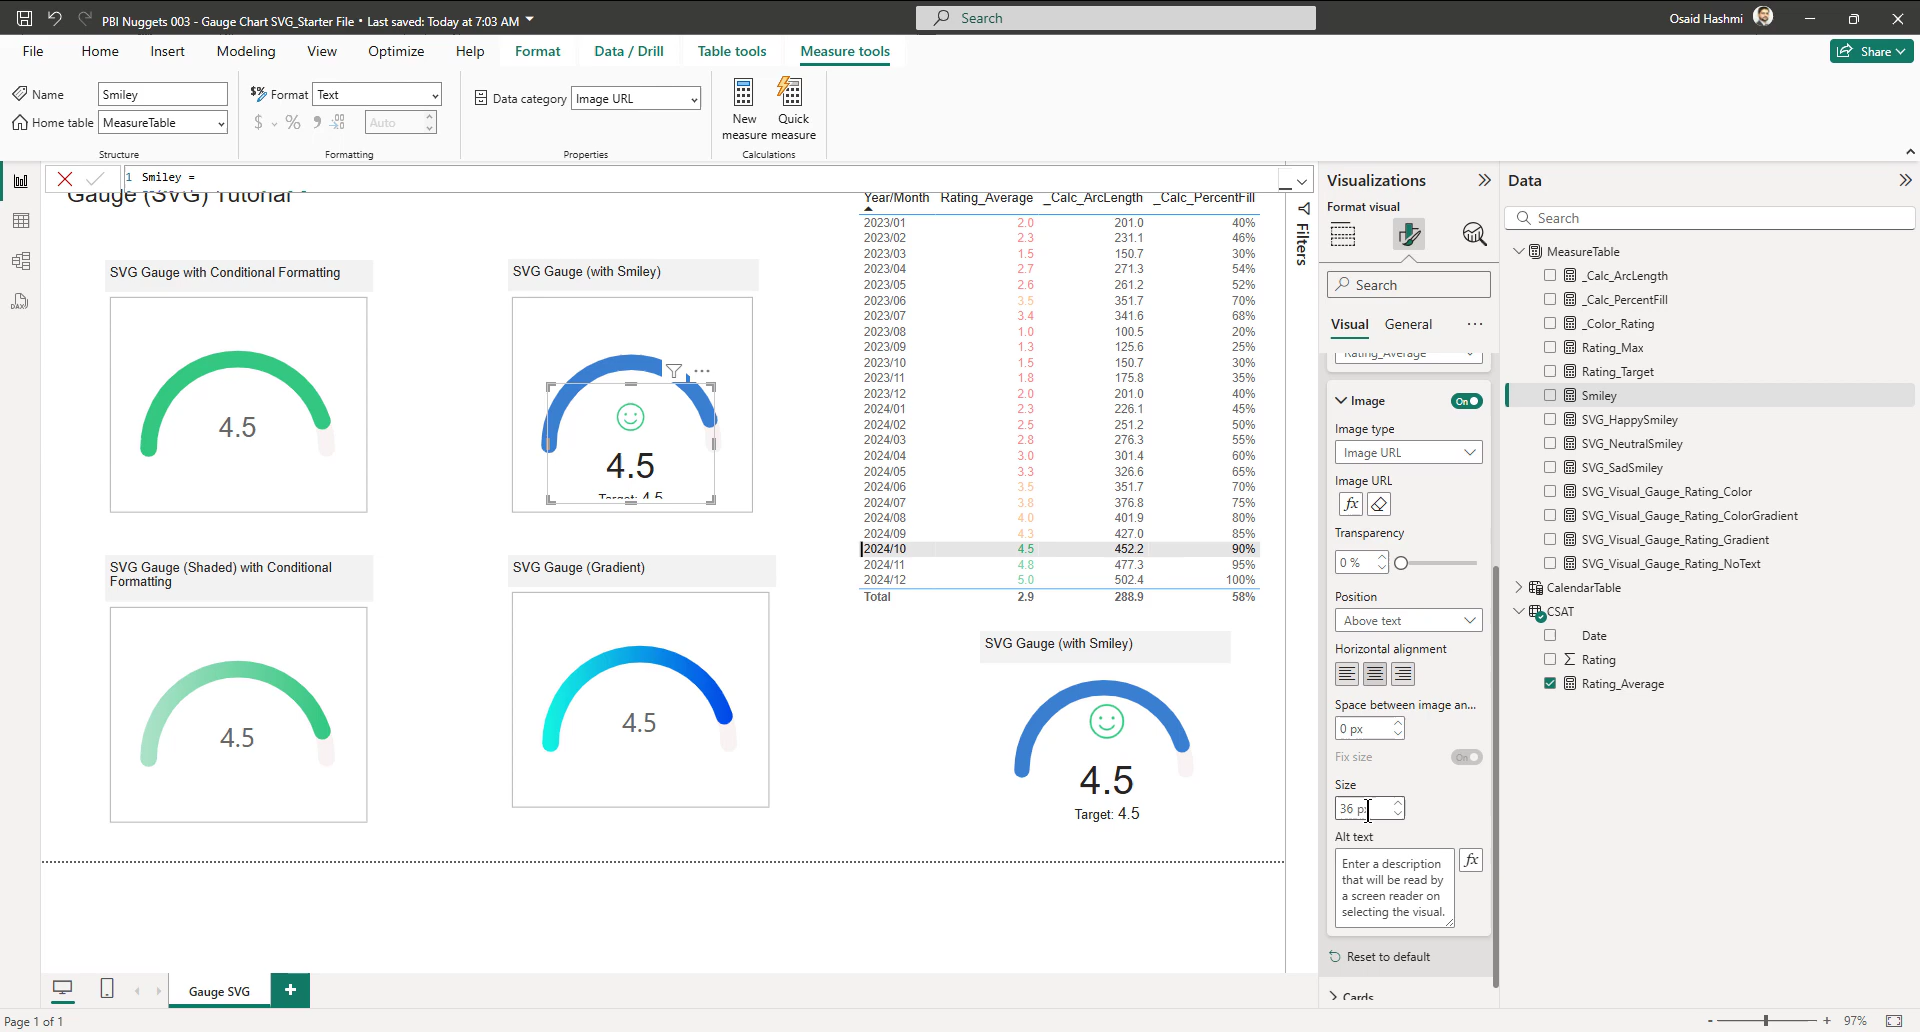 PBI Nuggets 003 - Gauge Chart SVG_Starter File • Last saved: Today at 7:03 AM
Search
Osaid Hashmi
File
Home
Insert
Modeling
View
Optimize
Help
Format
Data / Drill
Table tools
Measure tools
Share
Name
Smiley
Home table
MeasureTable
Structure
Format
Text
$
%
Auto
Formatting
Data category
Image URL
Properties
New measure
Quick measure
Calculations
1 Smiley =
Gauge (SVG) Tutorial
SVG Gauge with Conditional Formatting
4.5
SVG Gauge (with Smiley)
4.5
Target: 4.5
SVG Gauge (Shaded) with Conditional
Formatting
4.5
SVG Gauge (Gradient)
4.5
Year/Month Rating_Average _Calc_ArcLength _Calc_PercentFill
2023/01 2.0 201.0 40%
2023/02 2.3 231.1 46%
2023/03 1.5 150.7 30%
2023/04 2.7 271.3 54%
2023/05 2.6 261.2 52%
2023/06 3.5 351.7 70%
2023/07 3.4 341.6 68%
2023/08 1.0 100.5 20%
2023/09 1.3 125.6 25%
2023/10 1.5 150.7 30%
2023/11 1.8 175.8 35%
2023/12 2.0 201.0 40%
2024/01 2.3 226.1 45%
2024/02 2.5 251.2 50%
2024/03 2.8 276.3 55%
2024/04 3.0 301.4 60%
2024/05 3.3 326.6 65%
2024/06 3.5 351.7 70%
2024/07 3.8 376.8 75%
2024/08 4.0 401.9 80%
2024/09 4.3 427.0 85%
2024/10 4.5 452.2 90%
2024/11 4.8 477.3 95%
2024/12 5.0 502.4 100%
Total 2.9 288.9 58%
SVG Gauge (with Smiley)
4.5
Target: 4.5
Filters
Visualizations
Format visual
Search
Visual
General
Rating_Average
Image
On
Image type
Image URL
Image URL
fx
Transparency
0 %
Position
Above text
Horizontal alignment
Space between image an...
0 px
Fix size
On
Size
36 px
Alt text
Enter a description
that will be read by
a screen reader on
selecting the visual.
fx
Reset to default
Cards
Data
Search
MeasureTable
_Calc_ArcLength
_Calc_PercentFill
_Color_Rating
Rating_Max
Rating_Target
Smiley
SVG_HappySmiley
SVG_NeutralSmiley
SVG_SadSmiley
SVG_Visual_Gauge_Rating_Color
SVG_Visual_Gauge_Rating_ColorGradient
SVG_Visual_Gauge_Rating_Gradient
SVG_Visual_Gauge_Rating_NoText
CalendarTable
CSAT
Date
Rating
Rating_Average
DAX
Gauge SVG
Page 1 of 1
97%